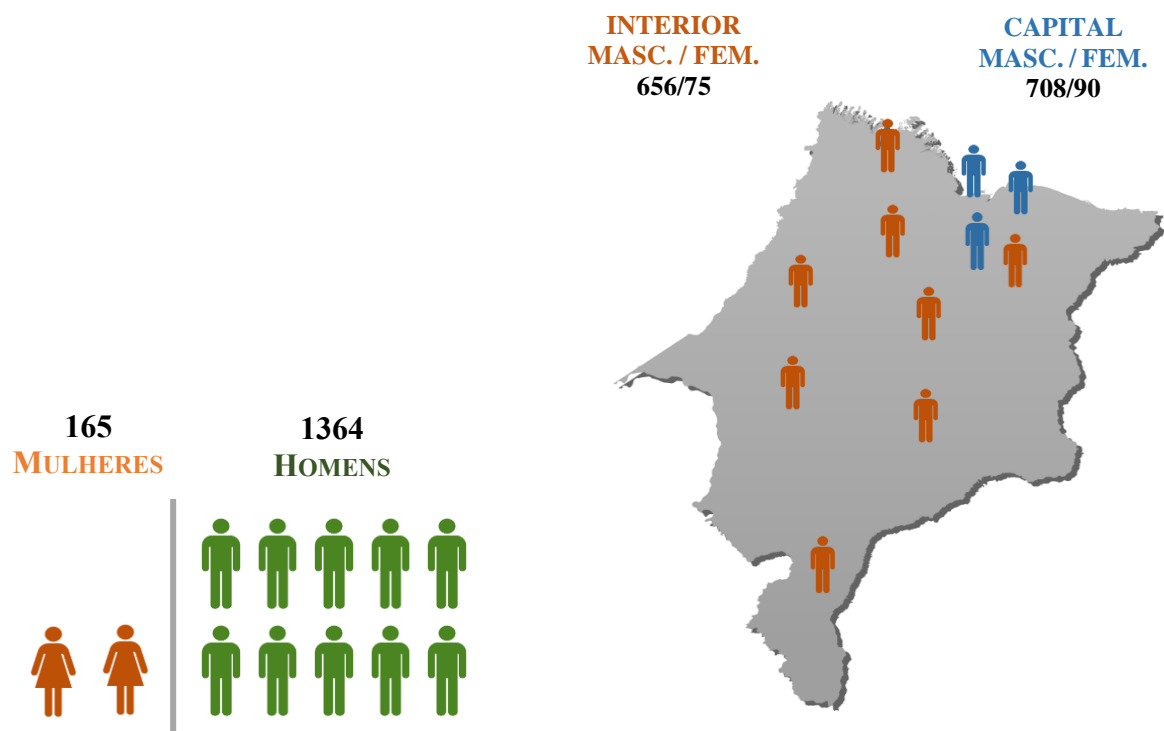 INTERIOR
MASC. / FEM.
656/75
CAPITAL
MASC. / FEM.
708/90
165
MULHERES
1364
HOMENS